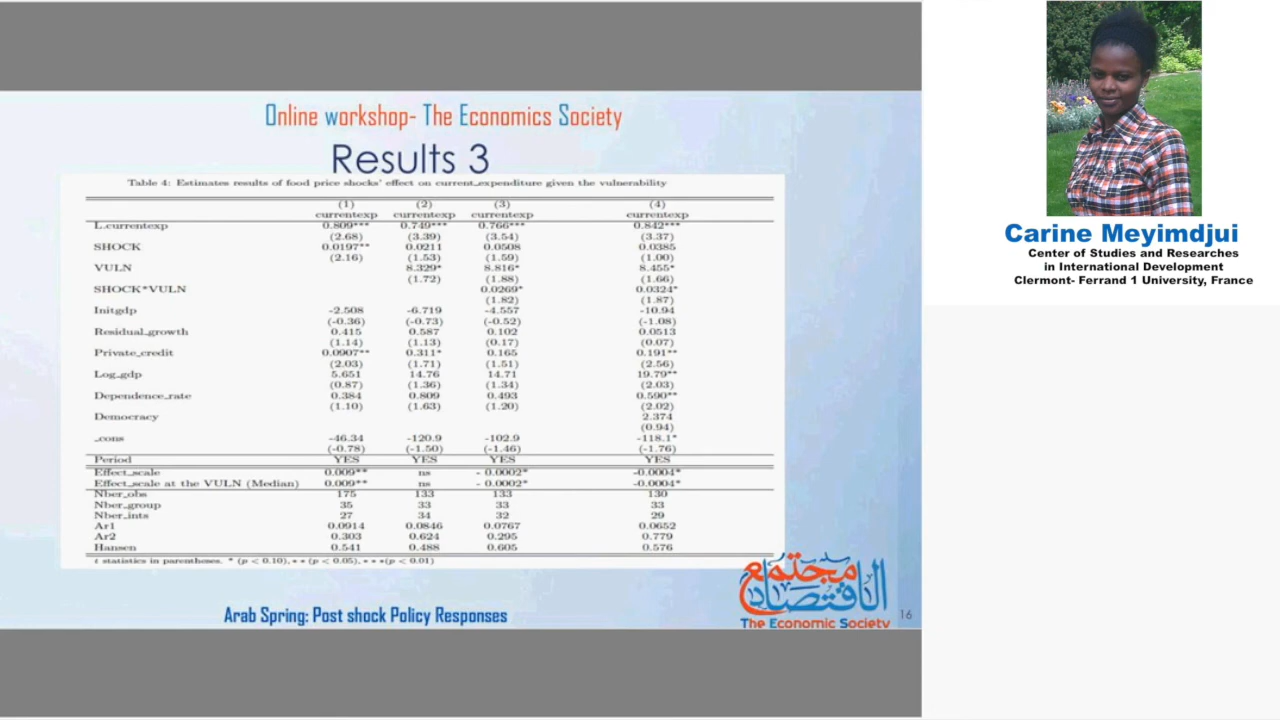 Online workshop- The Economics Society
Results 3
Table 4: Estimates results of food price shocks' effect on current_expenditure given the vulnerability
(1) (2) (3) (4)
currentexp currentexp currentexp currentexp
L.currentexp 0.809*** 0.749*** 0.766*** 0.842***
(2.68) (3.39) (3.54) (3.37)
SHOCK 0.0197** 0.0211 0.0508 0.0385
(2.16) (1.53) (1.59) (1.00)
VULN 8.329* 8.816* 8.455*
(1.72) (1.88) (1.66)
SHOCK*VULN 0.0269* 0.0324*
(1.82) (1.87)
Initgdp -2.508 -6.719 -4.557 -10.94
(-0.36) (-0.73) (-0.52) (-1.08)
Residual_growth 0.415 0.587 0.102 0.0513
(1.14) (1.13) (0.17) (0.07)
Private_credit 0.0907** 0.311* 0.165 0.191**
(2.03) (1.71) (1.51) (2.56)
Log_gdp 5.651 14.76 14.71 19.79**
(0.87) (1.36) (1.34) (2.03)
Dependence_rate 0.384 0.809 0.493 0.590**
(1.10) (1.63) (1.20) (2.02)
Democracy 2.374
(0.94)
_cons -46.34 -120.9 -102.9 -118.1*
(-0.78) (-1.50) (-1.46) (-1.76)
Period YES YES YES YES
Effect_scale 0.009** ns - 0.0002* -0.0004*
Effect_scale at the VULN (Median) 0.009** ns - 0.0002* -0.0004*
Nber_obs 175 133 133 130
Nber_group 35 33 33 33
Nber_ints 27 34 32 29
Ar1 0.0914 0.0846 0.0767 0.0652
Ar2 0.303 0.624 0.295 0.779
Hansen 0.541 0.488 0.605 0.576
t statistics in parentheses. * (p < 0.10), ** (p < 0.05), ***(p < 0.01)
مجتمع
الاقتصاد
The Economic Society
Arab Spring: Post shock Policy Responses
16
Carine Meyimdjui
Center of Studies and Researches
in International Development
Clermont- Ferrand 1 University, France